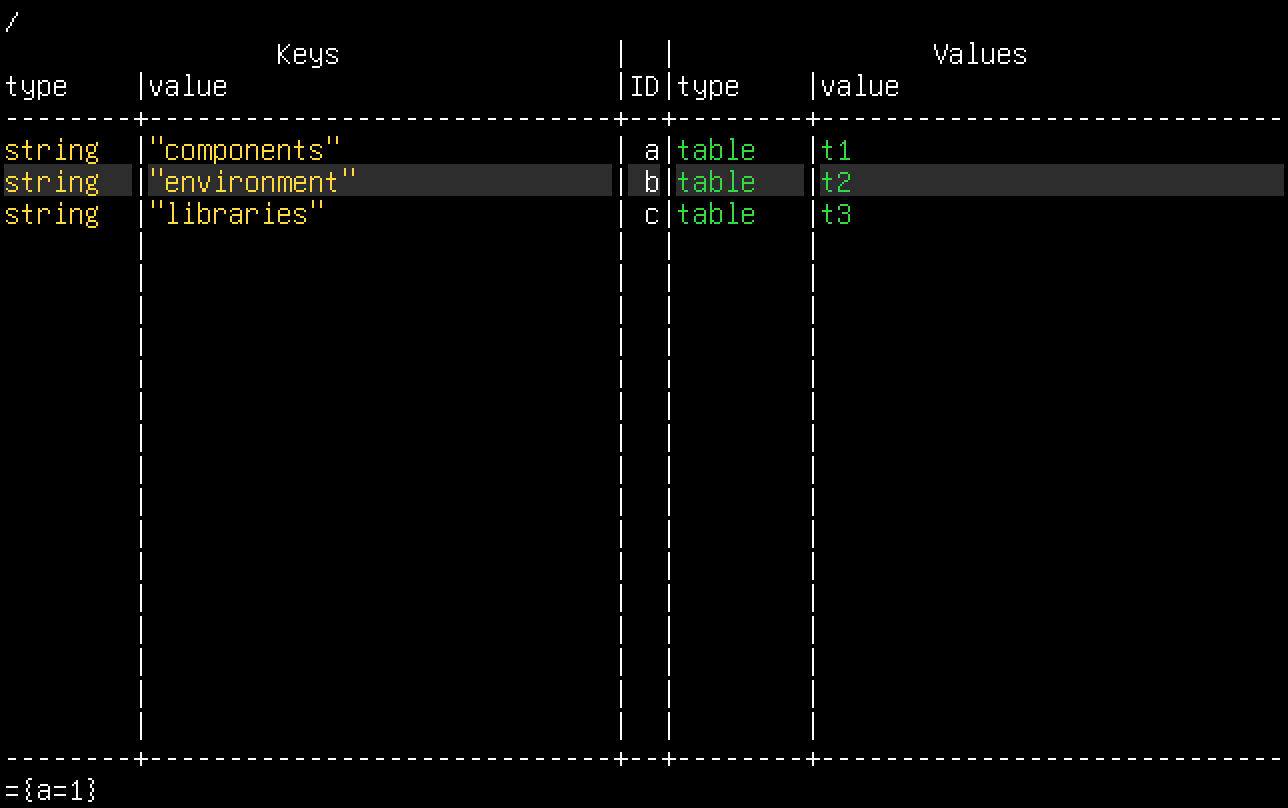 /
Keys | | Values
type |value |ID|type |value
--------+-----------------------------+--+--------+-----------------------------
string |"components" | a|table |t1
string |"environment" | b|table |t2
string |"libraries" | c|table |t3
--------+-----------------------------+--+--------+-----------------------------
={a=1}